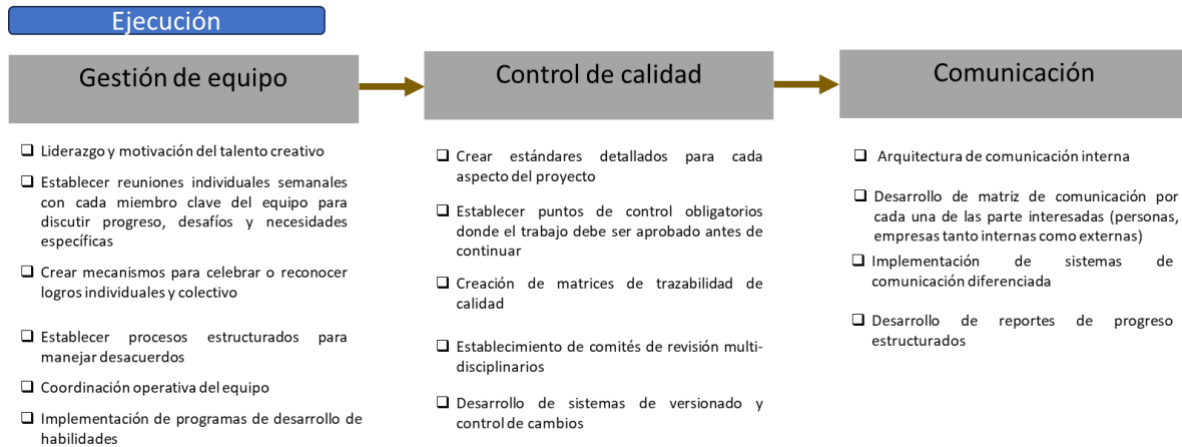 Ejecución
Gestión de equipo
Liderazgo y motivación del talento creativo
Establecer reuniones individuales semanales
con cada miembro clave del equipo para
discutir progreso, desafíos y necesidades
específicas
Crear mecanismos para celebrar o reconocer
logros individuales y colectivo
Establecer procesos estructurados para
manejar desacuerdos
Coordinación operativa del equipo
Implementación de programas de desarrollo de
habilidades
Control de calidad
Crear estándares detallados para cada
aspecto del proyecto
Establecer puntos de control obligatorios
donde el trabajo debe ser aprobado antes de
continuar
Creación de matrices de trazabilidad de
calidad
Establecimiento de comités de revisión multi-
disciplinarios
Desarrollo de sistemas de versionado y
control de cambios
Comunicación
Arquitectura de comunicación interna
Desarrollo de matriz de comunicación por
cada una de las parte interesadas (personas,
empresas tanto internas como externas)
Implementación de sistemas de
comunicación diferenciada
Desarrollo de reportes de progreso
estructurados